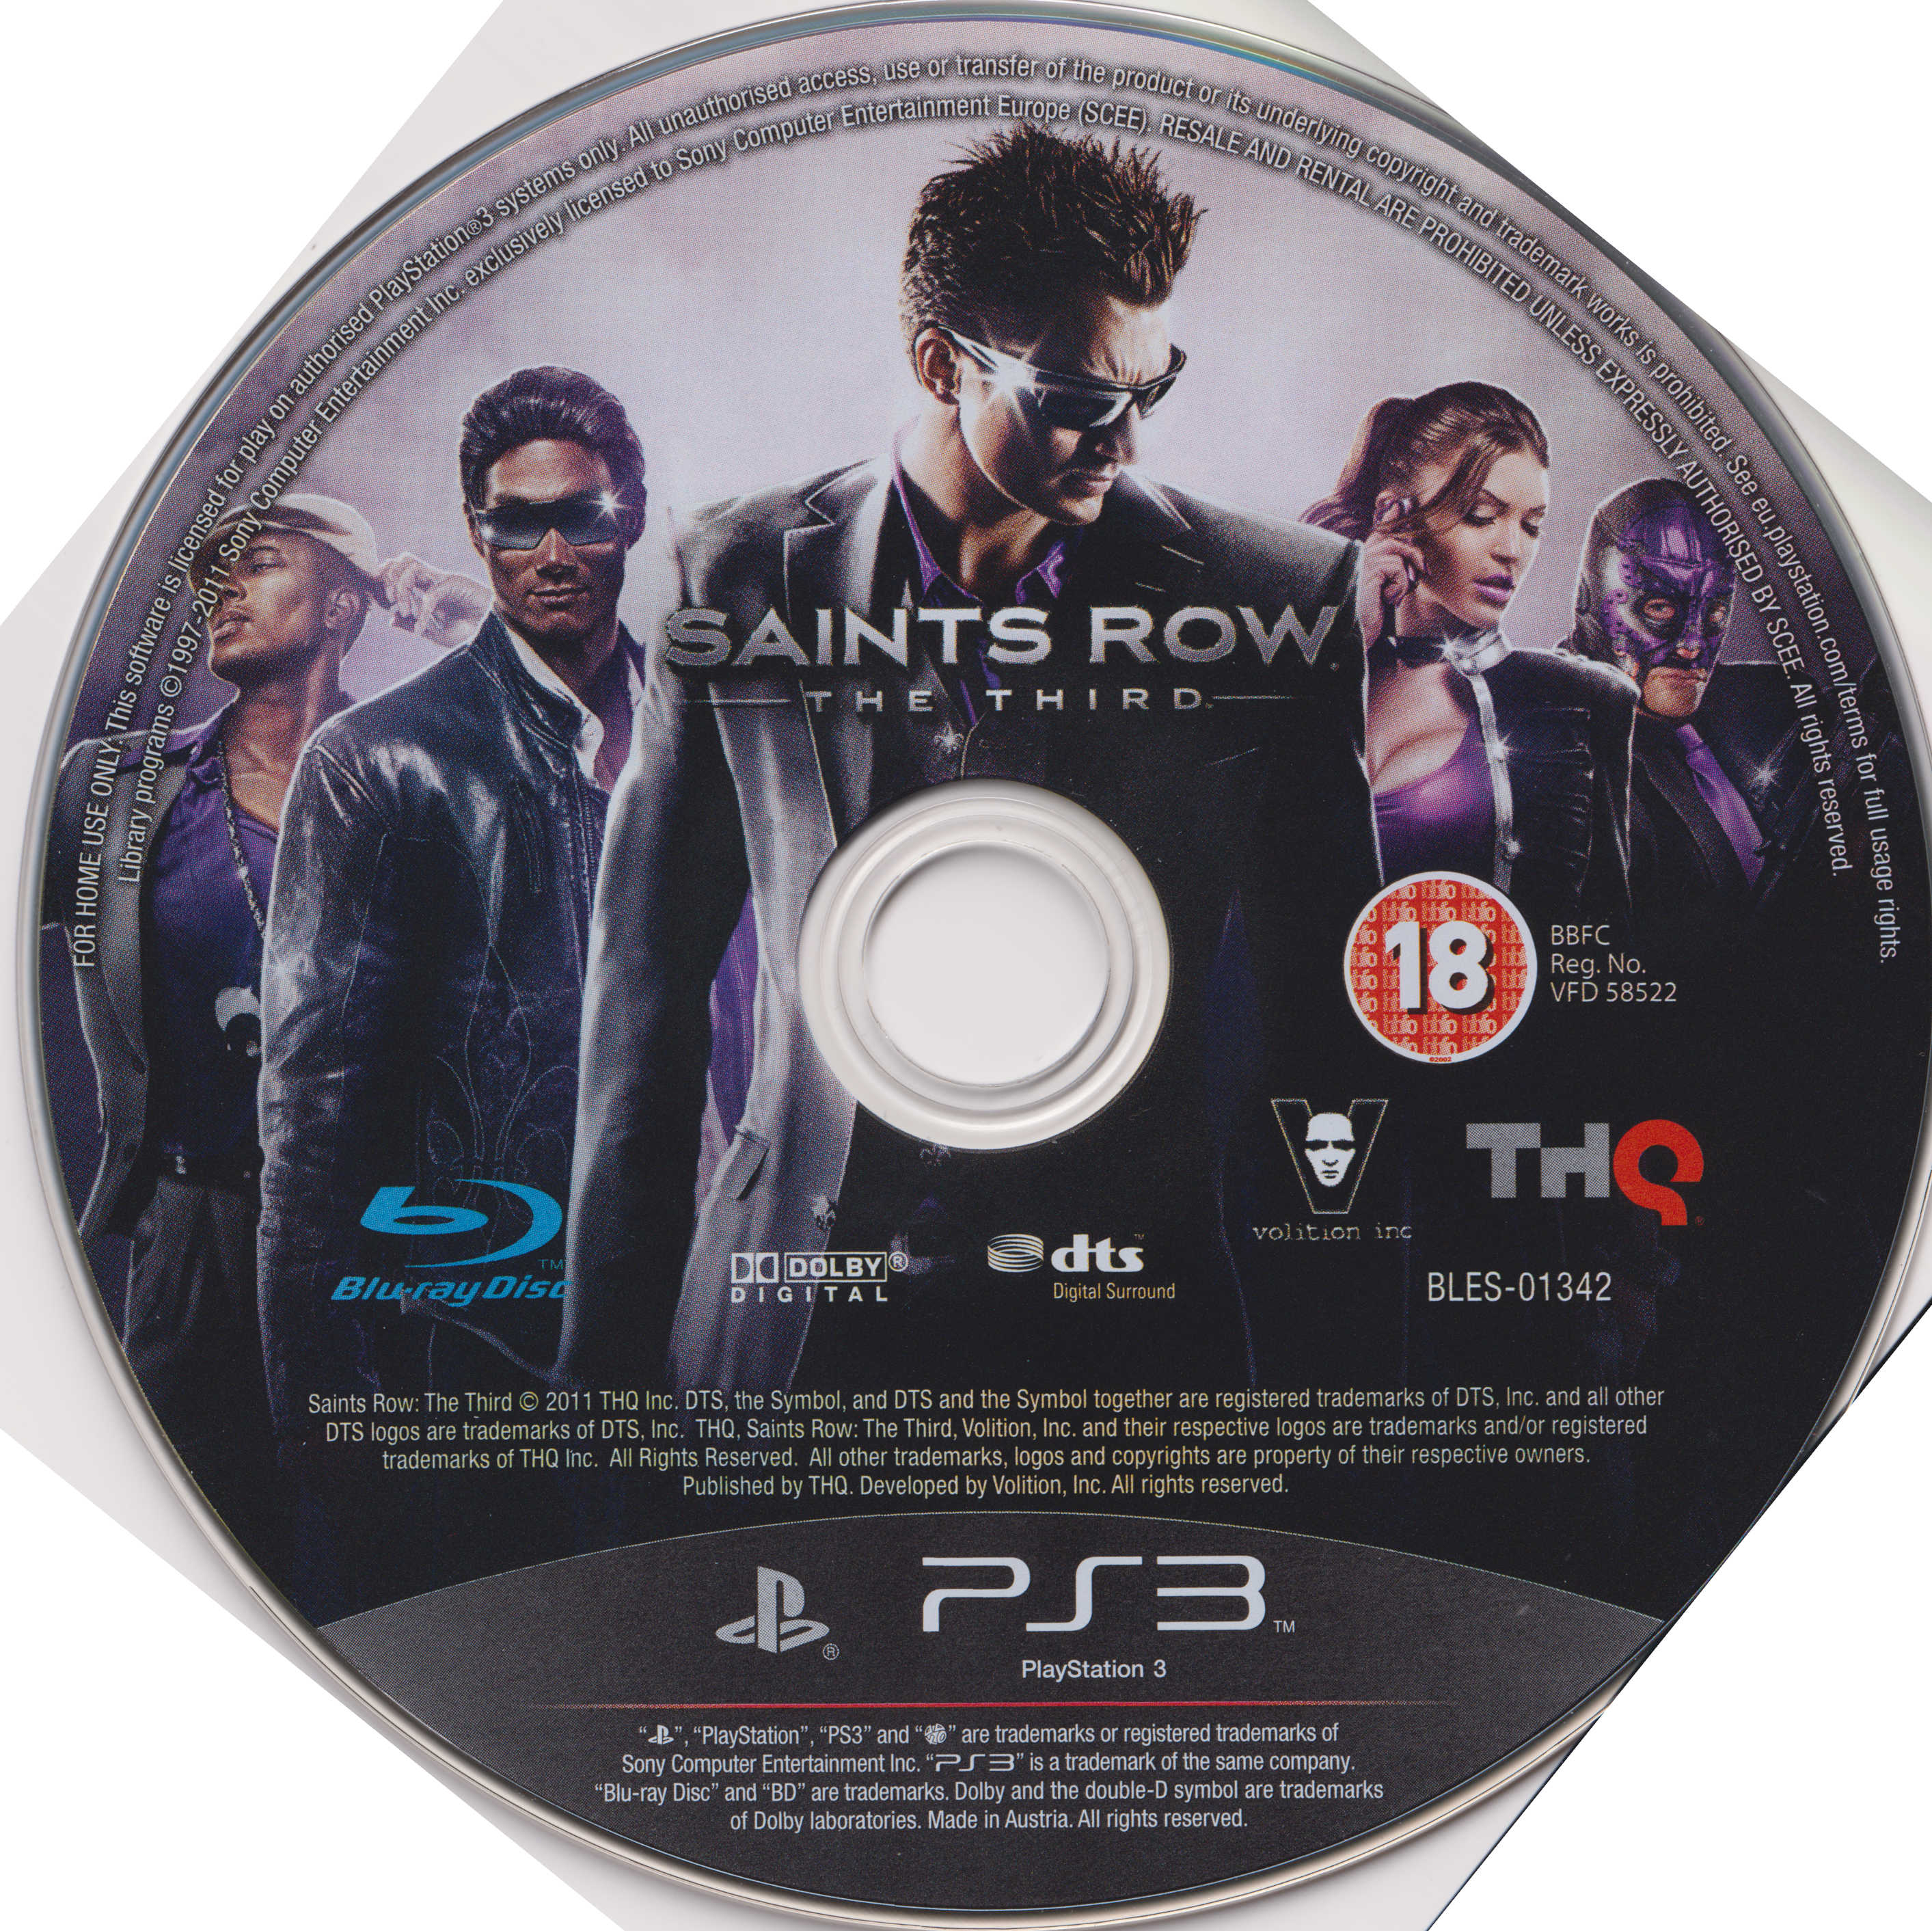 FOR HOME USE ONLY. This software is licensed for play on authorised PlayStation®3 systems only. All unauthorised access, use or transfer of the product or its underlying copyright and trademark works is prohibited. See eu.playstation.com/terms for full usage rights.
Library programs ©1997-2011 Sony Computer Entertainment Inc. exclusively licensed to Sony Computer Entertainment Europe (SCEE). RESALE AND RENTAL ARE PROHIBITED UNLESS EXPRESSLY AUTHORISED BY SCEE. All rights reserved.
SAINTS ROW®
THE THIRD™
18
©2002
BBFC
Reg. No.
VFD 58522
volition inc
THQ®
Blu-ray Disc™
DOLBY®
DIGITAL
dts™
Digital Surround
BLES-01342
Saints Row: The Third © 2011 THQ Inc. DTS, the Symbol, and DTS and the Symbol together are registered trademarks of DTS, Inc. and all other
DTS logos are trademarks of DTS, Inc. THQ, Saints Row: The Third, Volition, Inc. and their respective logos are trademarks and/or registered
trademarks of THQ Inc. All Rights Reserved. All other trademarks, logos and copyrights are property of their respective owners.
Published by THQ. Developed by Volition, Inc. All rights reserved.
® PS3™
PlayStation 3
“ ”, “PlayStation”, “PS3” and “ ” are trademarks or registered trademarks of
Sony Computer Entertainment Inc. “PS3” is a trademark of the same company.
“Blu-ray Disc” and “BD” are trademarks. Dolby and the double-D symbol are trademarks
of Dolby laboratories. Made in Austria. All rights reserved.